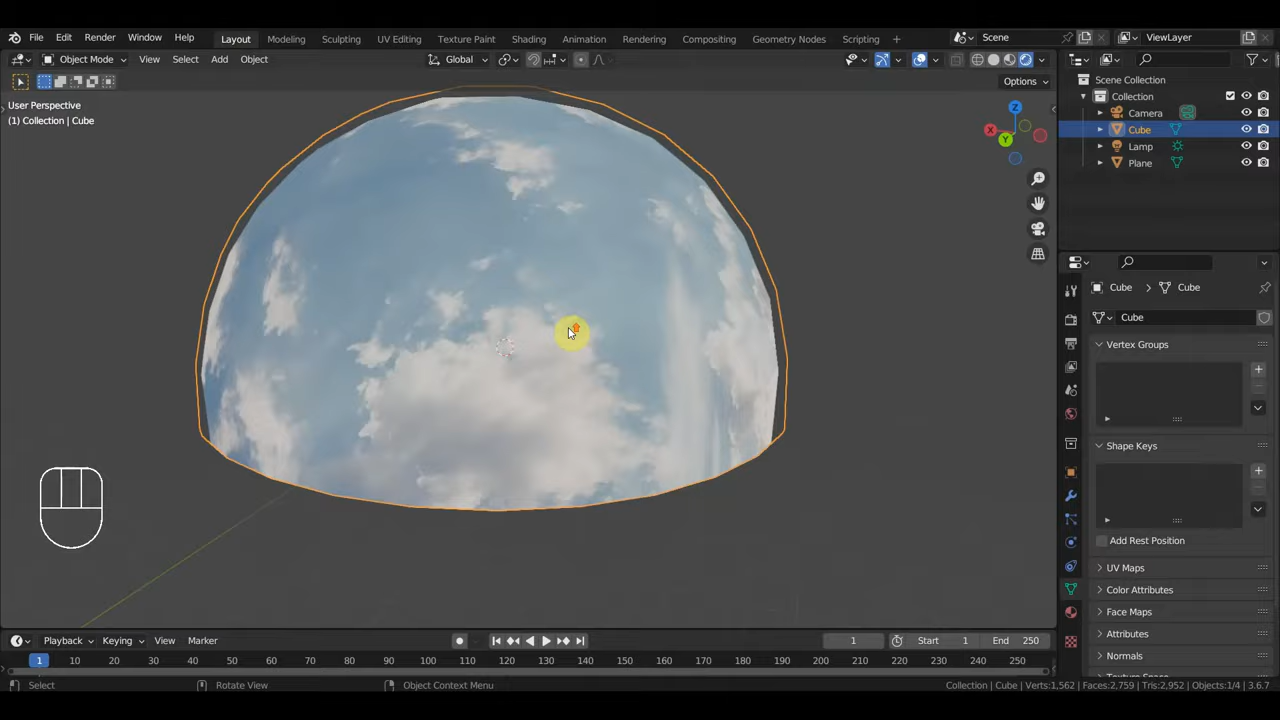 File Edit Render Window Help Layout Modeling Sculpting UV Editing Texture Paint Shading Animation Rendering Compositing Geometry Nodes Scripting + Scene ViewLayer
Object Mode View Select Add Object Global
Options
User Perspective
(1) Collection | Cube
X Y Z
Scene Collection
Collection
Camera
Cube
Lamp
Plane
Cube > Cube
Cube
Vertex Groups
Shape Keys
Add Rest Position
UV Maps
Color Attributes
Face Maps
Attributes
Normals
Playback Keying View Marker 1 Start 1 End 250
1 10 20 30 40 50 60 70 80 90 100 110 120 130 140 150 160 170 180 190 200 210 220 230 240 250
Select Rotate View Object Context Menu Collection | Cube | Verts:1,562 | Faces:2,759 | Tris:2,952 | Objects:1/4 | 3.6.7